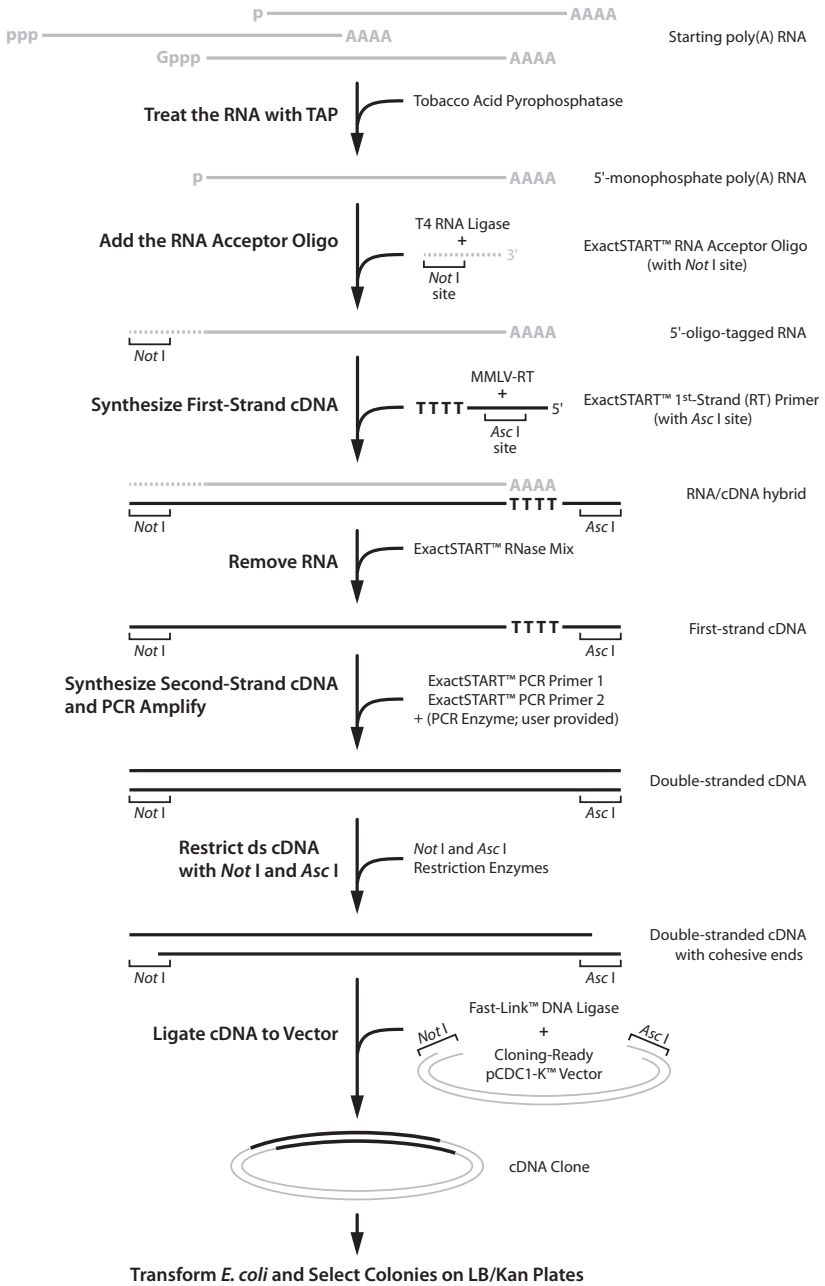 p AAAA
ppp AAAA
Starting poly(A) RNA
Gppp AAAA
Treat the RNA with TAP
Tobacco Acid Pyrophosphatase
p AAAA
5'-monophosphate poly(A) RNA
Add the RNA Acceptor Oligo
T4 RNA Ligase
+
3'
Not I
site
ExactSTART™ RNA Acceptor Oligo
(with Not I site)
AAAA
Not I
5'-oligo-tagged RNA
Synthesize First-Strand cDNA
MMLV-RT
+
TTTT 5'
Asc I
site
ExactSTART™ 1st-Strand (RT) Primer
(with Asc I site)
AAAA
TTTT
Not I
Asc I
RNA/cDNA hybrid
Remove RNA
ExactSTART™ RNase Mix
TTTT
Not I
Asc I
First-strand cDNA
Synthesize Second-Strand cDNA
and PCR Amplify
ExactSTART™ PCR Primer 1
ExactSTART™ PCR Primer 2
+ (PCR Enzyme; user provided)
Double-stranded cDNA
Not I
Asc I
Restrict ds cDNA
with Not I and Asc I
Not I and Asc I
Restriction Enzymes
Double-stranded cDNA
with cohesive ends
Not I
Asc I
Ligate cDNA to Vector
Fast-Link™ DNA Ligase
+
Cloning-Ready
pCDC1-K™ Vector
Not I
Asc I
cDNA Clone
Transform E. coli and Select Colonies on LB/Kan Plates